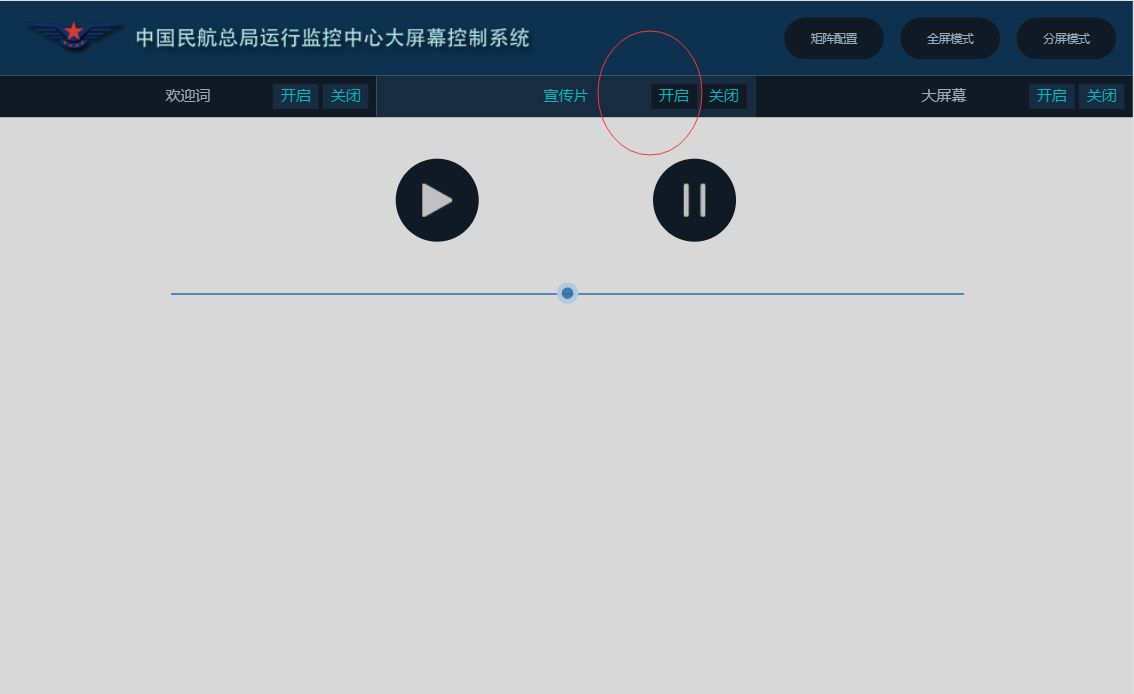 中国民航总局运行监控中心大屏幕控制系统
矩阵配置 全屏模式 分屏模式
欢迎词 开启 关闭 宣传片 开启 关闭 大屏幕 开启 关闭